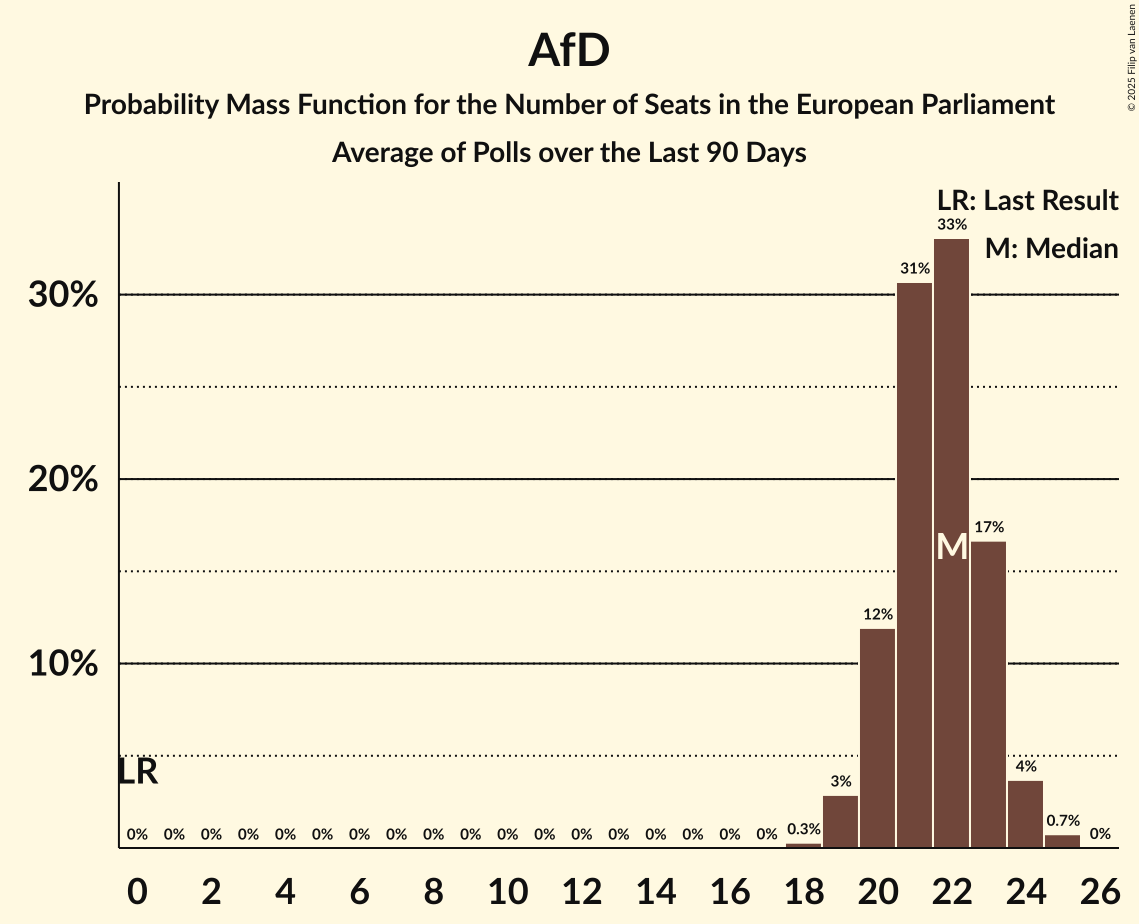 AfD
Probability Mass Function for the Number of Seats in the European Parliament
Average of Polls over the Last 90 Days
© 2025 Filip van Laenen
LR: Last Result
M: Median
30%
20%
10%
LR
M
0% 0% 0% 0% 0% 0% 0% 0% 0% 0% 0% 0% 0% 0% 0% 0% 0% 0% 0.3% 3% 12% 31% 33% 17% 4% 0.7% 0%
0 2 4 6 8 10 12 14 16 18 20 22 24 26